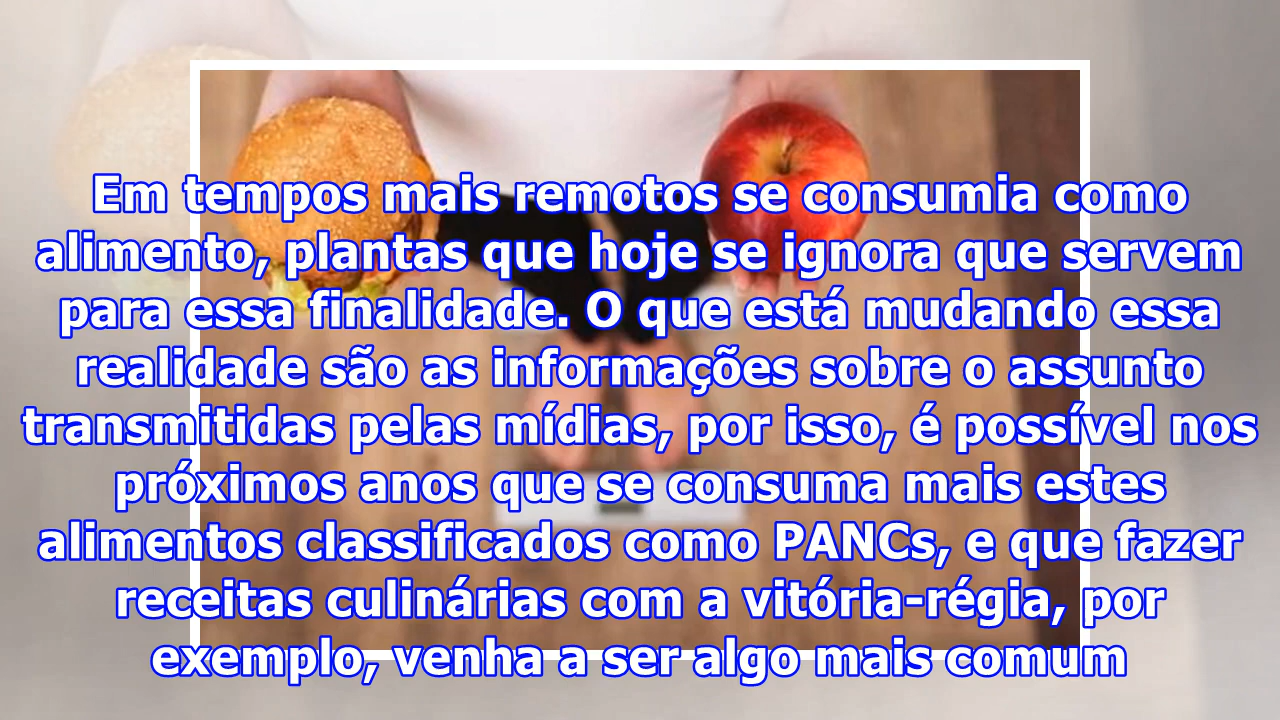 Em tempos mais remotos se consumia como
alimento, plantas que hoje se ignora que servem
para essa finalidade. O que está mudando essa
realidade são as informações sobre o assunto
transmitidas pelas mídias, por isso, é possível nos
próximos anos que se consuma mais estes
alimentos classificados como PANCs, e que fazer
receitas culinárias com a vitória-régia, por
exemplo, venha a ser algo mais comum